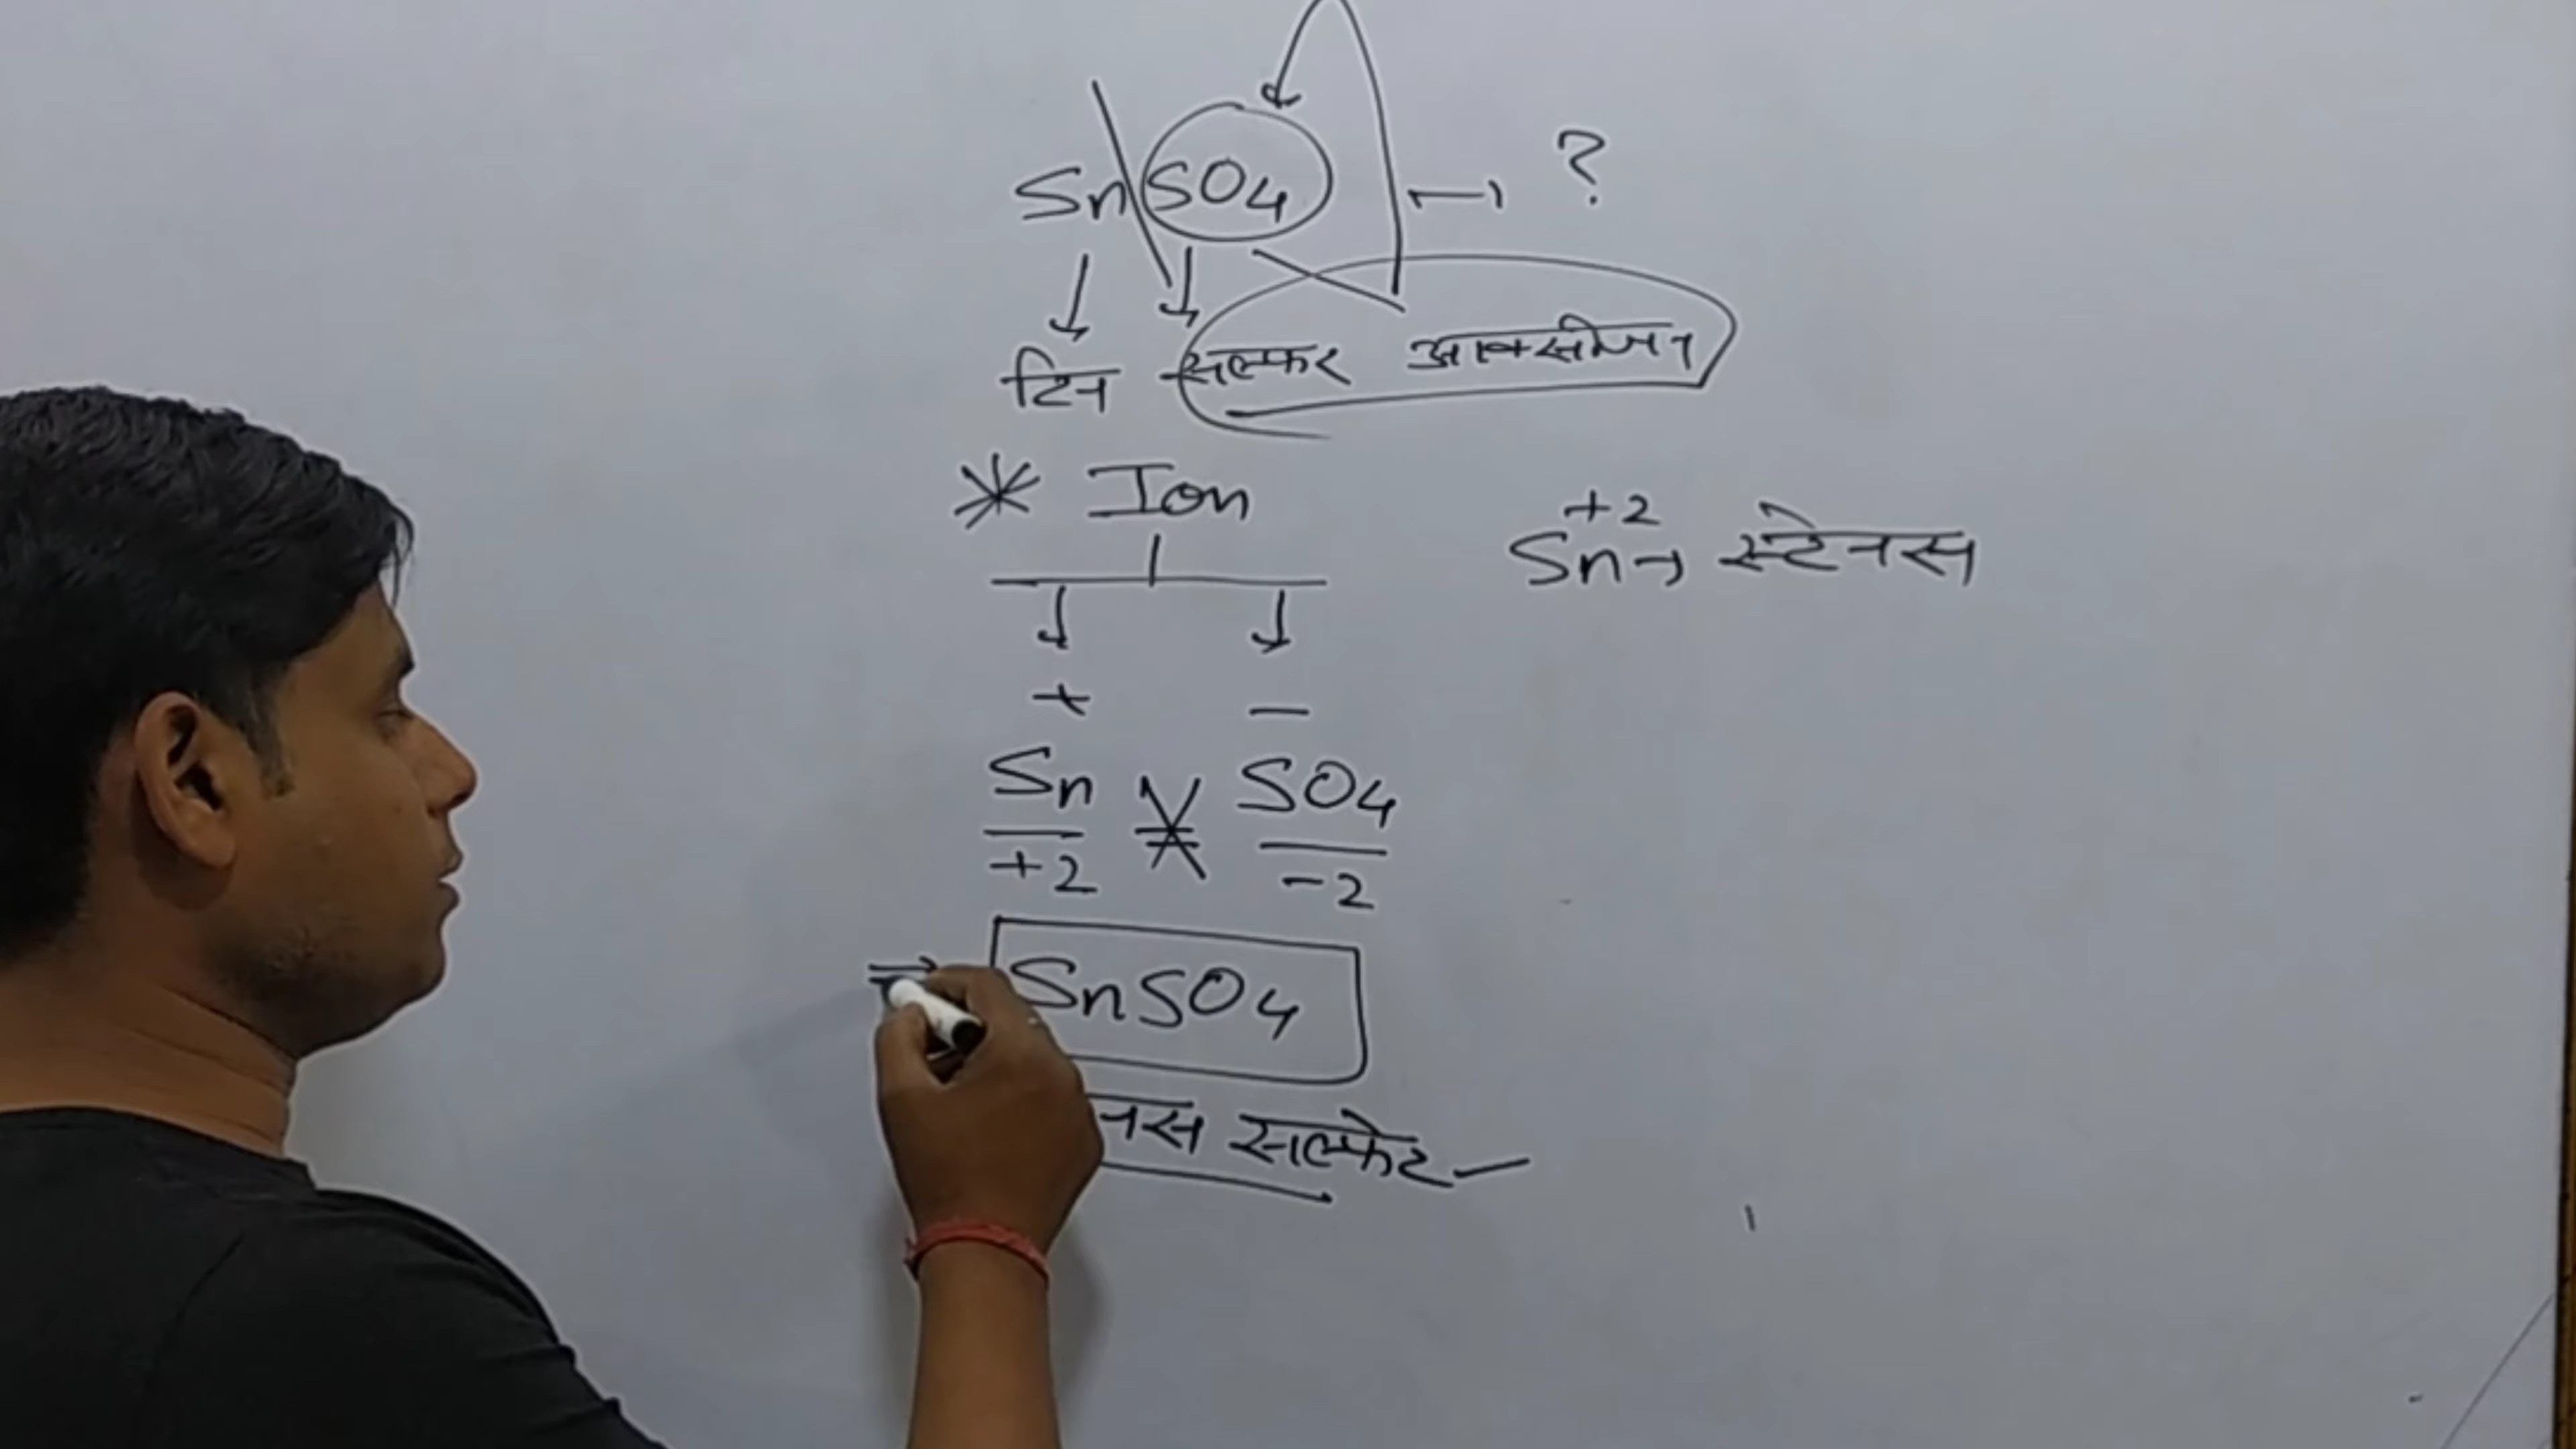 SnSO4 → ?
टिन सल्फर आक्सीजन
* Ion
+2
Sn → स्टेनस
+ -
Sn SO4
+2 -2
⇒ SnSO4
नस सल्फेट